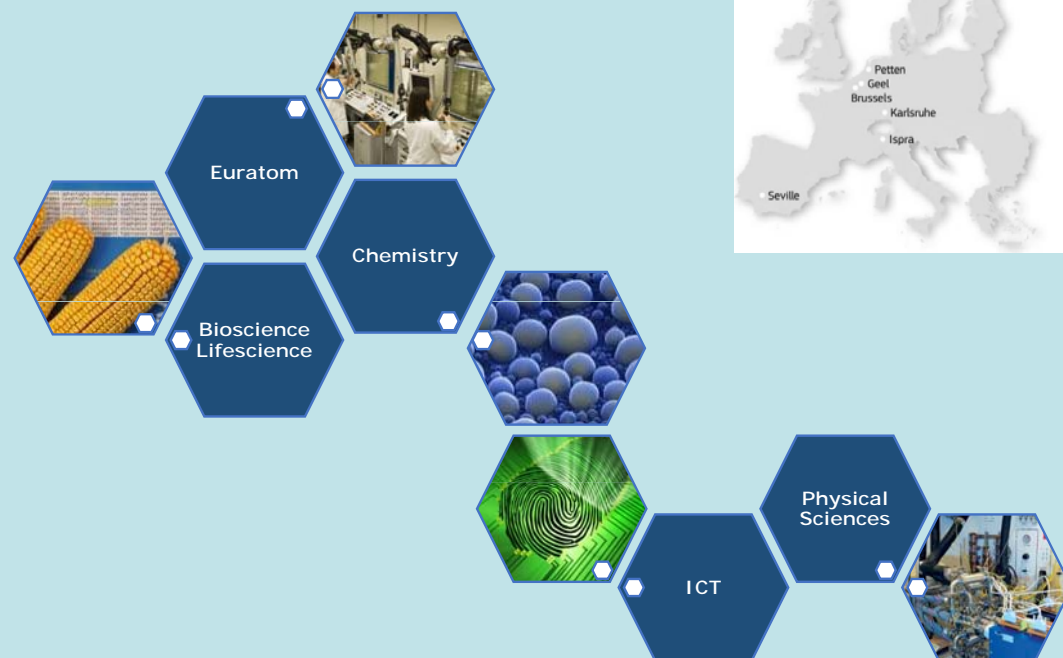 Euratom
Chemistry
Bioscience
Lifescience
Physical
Sciences
ICT
Petten
Geel
Brussels
Karlsruhe
Ispra
Seville